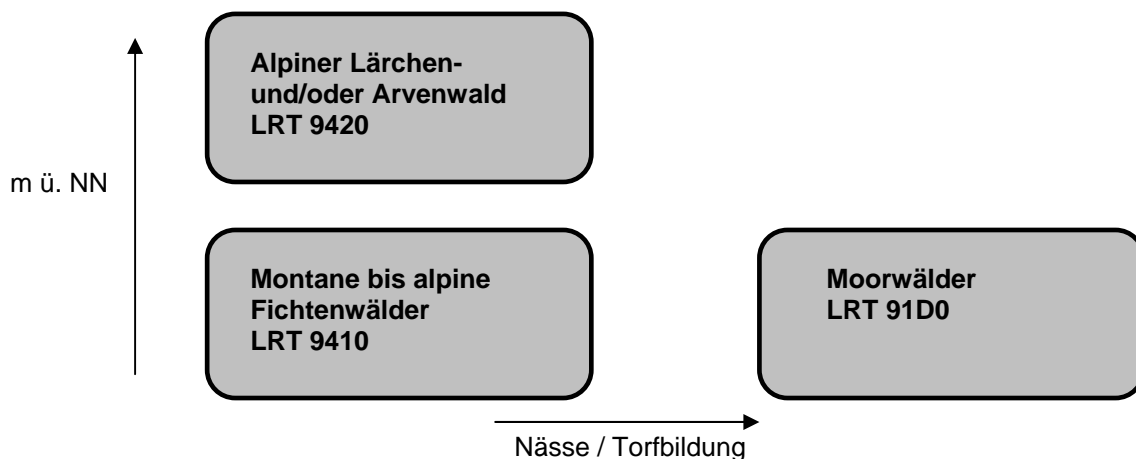 Alpiner Lärchen-
und/oder Arvenwald
LRT 9420
m ü. NN
Montane bis alpine
Fichtenwälder
LRT 9410
Moorwälder
LRT 91D0
Nässe / Torfbildung